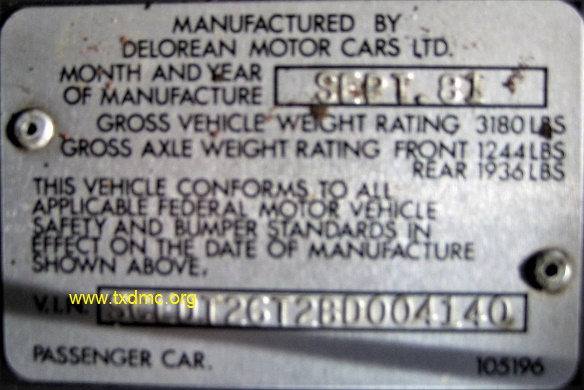 MANUFACTURED BY
DELOREAN MOTOR CARS LTD.
MONTH AND YEAR
OF MANUFACTURE SEPT. 81
GROSS VEHICLE WEIGHT RATING 3180 LBS
GROSS AXLE WEIGHT RATING FRONT 1244 LBS
REAR 1936 LBS
THIS VEHICLE CONFORMS TO ALL
APPLICABLE FEDERAL MOTOR VEHICLE
SAFETY AND BUMPER STANDARDS IN
EFFECT ON THE DATE OF MANUFACTURE
SHOWN ABOVE.
www.txdmc.org
V.I.N.
PASSENGER CAR. 105196